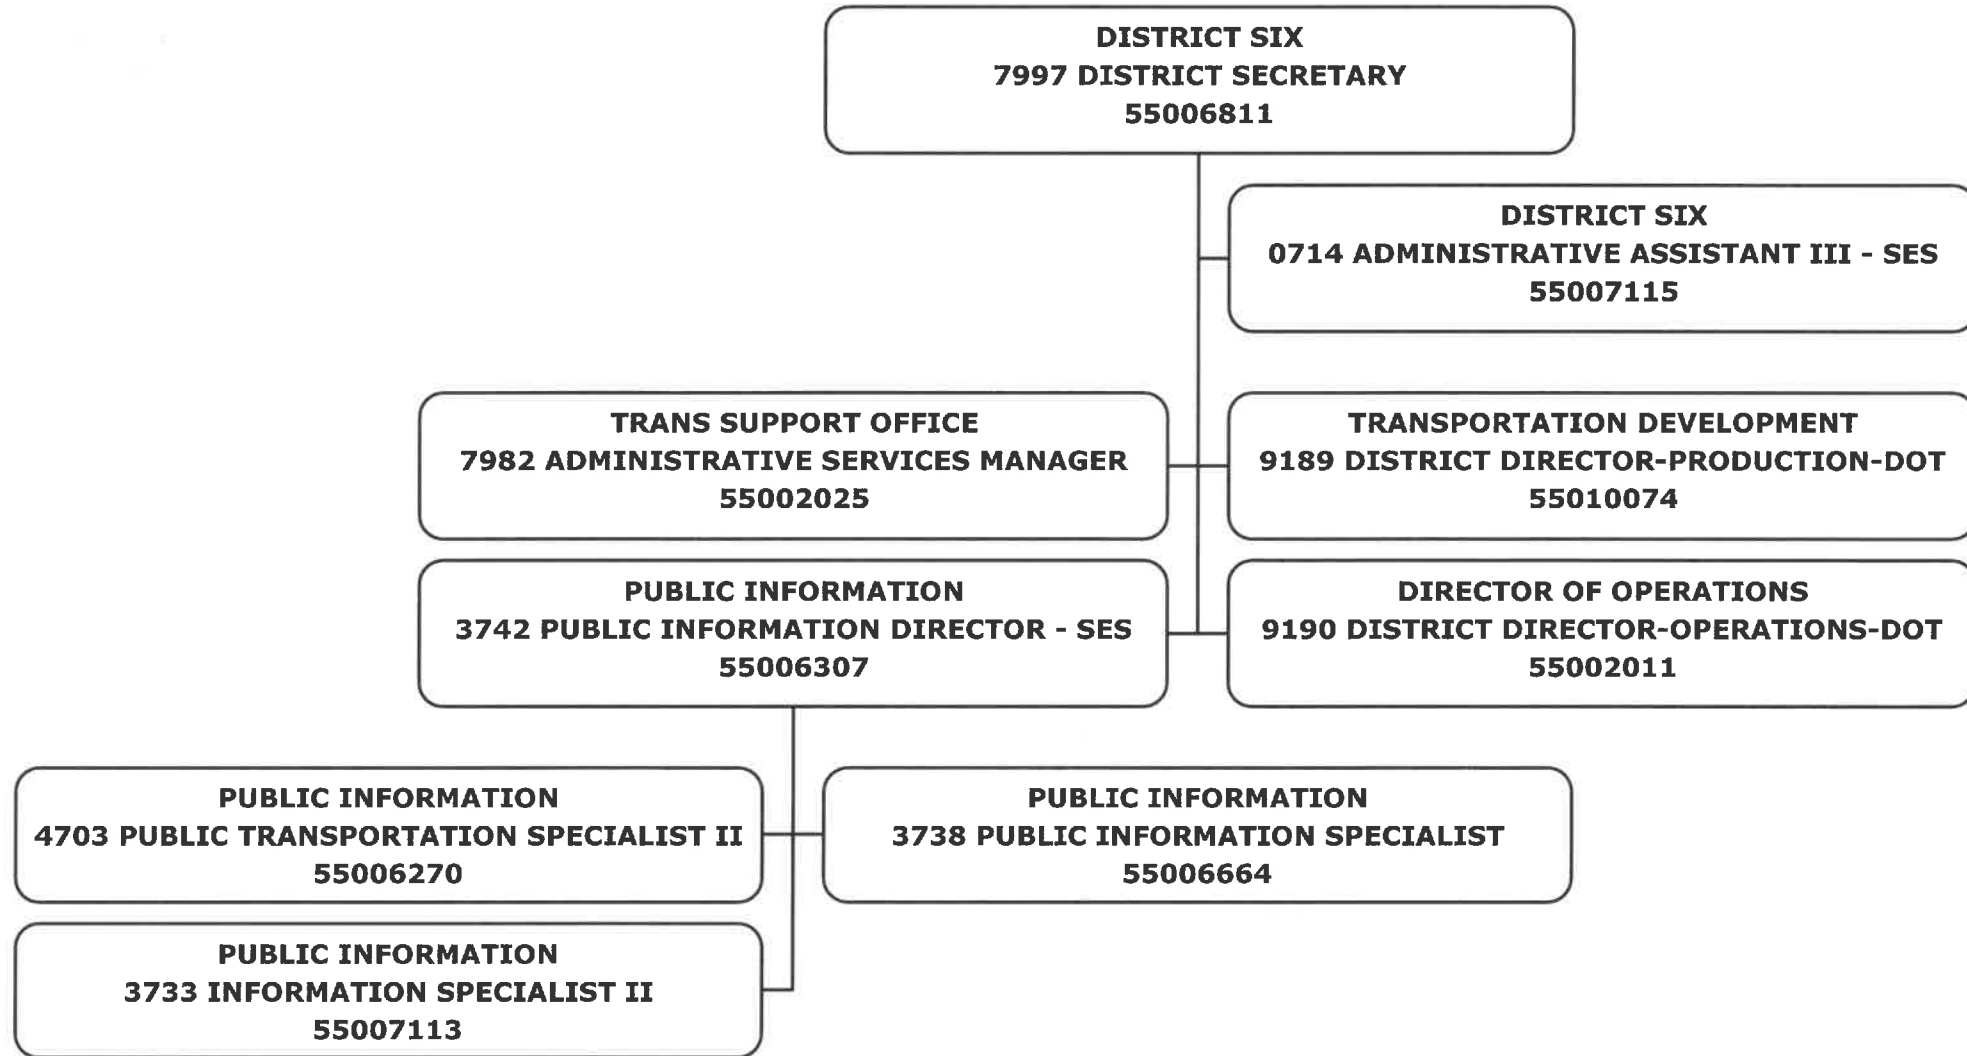 DISTRICT SIX
7997 DISTRICT SECRETARY
55006811
DISTRICT SIX
0714 ADMINISTRATIVE ASSISTANT III - SES
55007115
TRANS SUPPORT OFFICE
7982 ADMINISTRATIVE SERVICES MANAGER
55002025
TRANSPORTATION DEVELOPMENT
9189 DISTRICT DIRECTOR-PRODUCTION-DOT
55010074
PUBLIC INFORMATION
3742 PUBLIC INFORMATION DIRECTOR - SES
55006307
DIRECTOR OF OPERATIONS
9190 DISTRICT DIRECTOR-OPERATIONS-DOT
55002011
PUBLIC INFORMATION
4703 PUBLIC TRANSPORTATION SPECIALIST II
55006270
PUBLIC INFORMATION
3738 PUBLIC INFORMATION SPECIALIST
55006664
PUBLIC INFORMATION
3733 INFORMATION SPECIALIST II
55007113